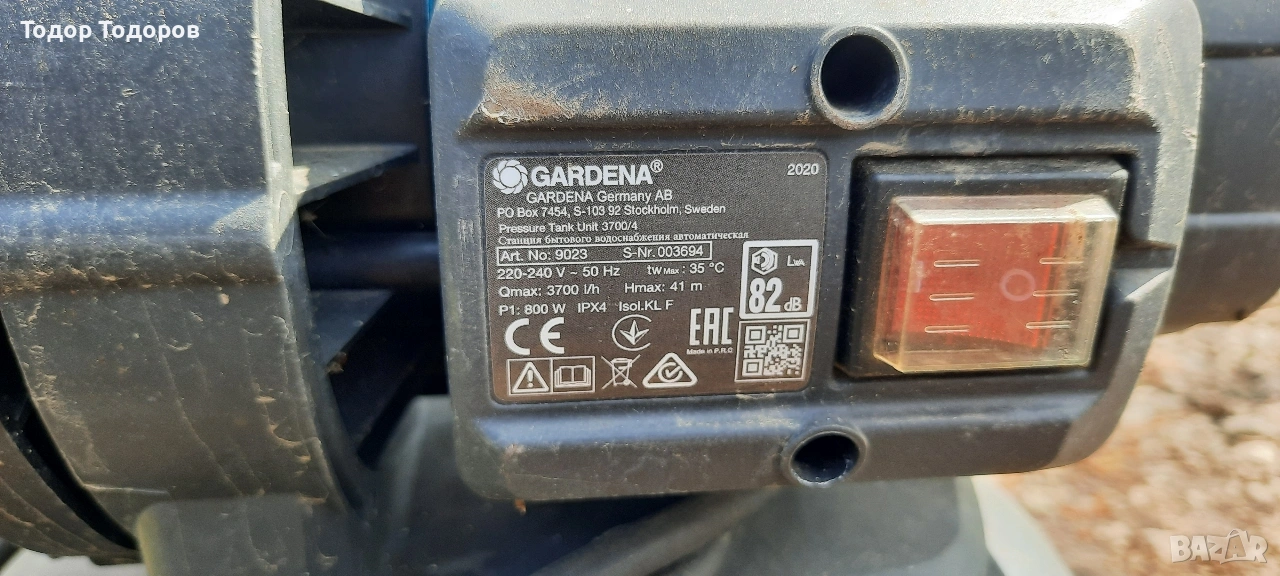 Тодор Тодоров
GARDENA® 2020
GARDENA Germany AB
PO Box 7454, S-103 92 Stockholm, Sweden
Pressure Tank Unit 3700/4
Станция бытового водоснабжения автоматическая
Art. No: 9023 S-Nr. 003694
220-240 V ~ 50 Hz tw Max : 35 °C
Qmax: 3700 l/h Hmax: 41 m
P1: 800 W IPX4 Isol.KL F
LWA
82 dB
CE EAC
Made in P.R.C
BAZAR